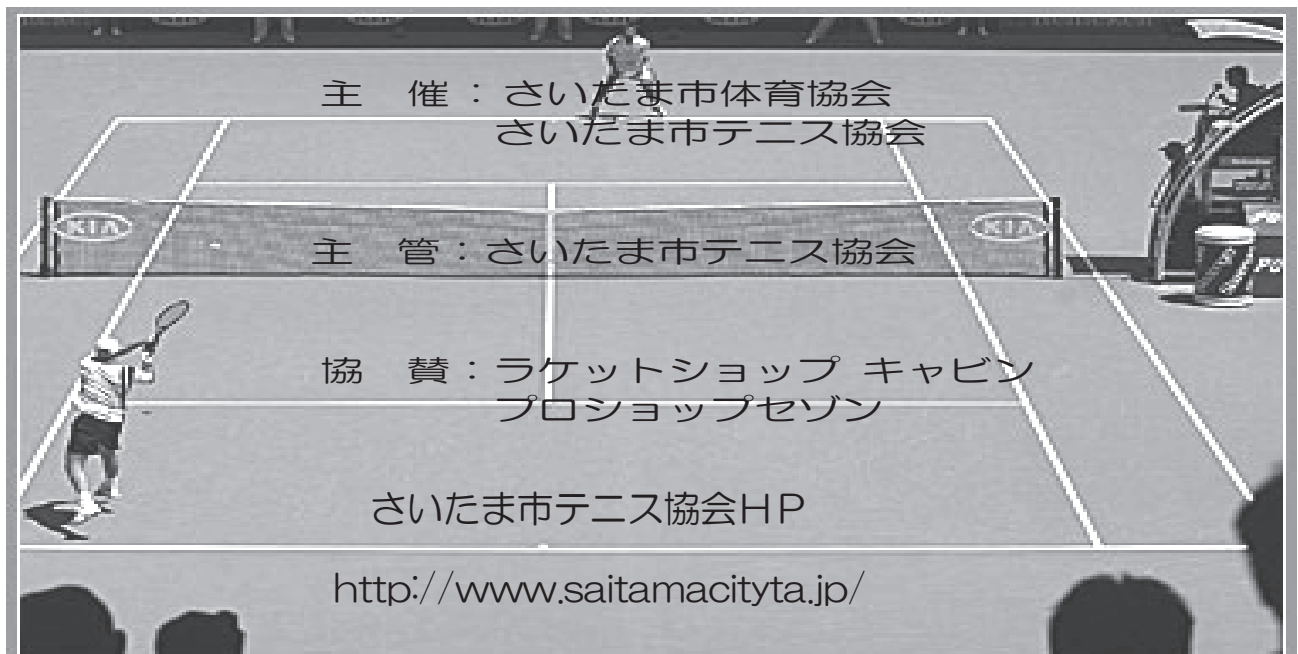 主　催：さいたま市体育協会
さいたま市テニス協会
KIA KIA
主　管：さいたま市テニス協会
協　賛：ラケットショップ キャビン
プロショップセゾン
さいたま市テニス協会ＨＰ
http://www.saitamacityta.jp/